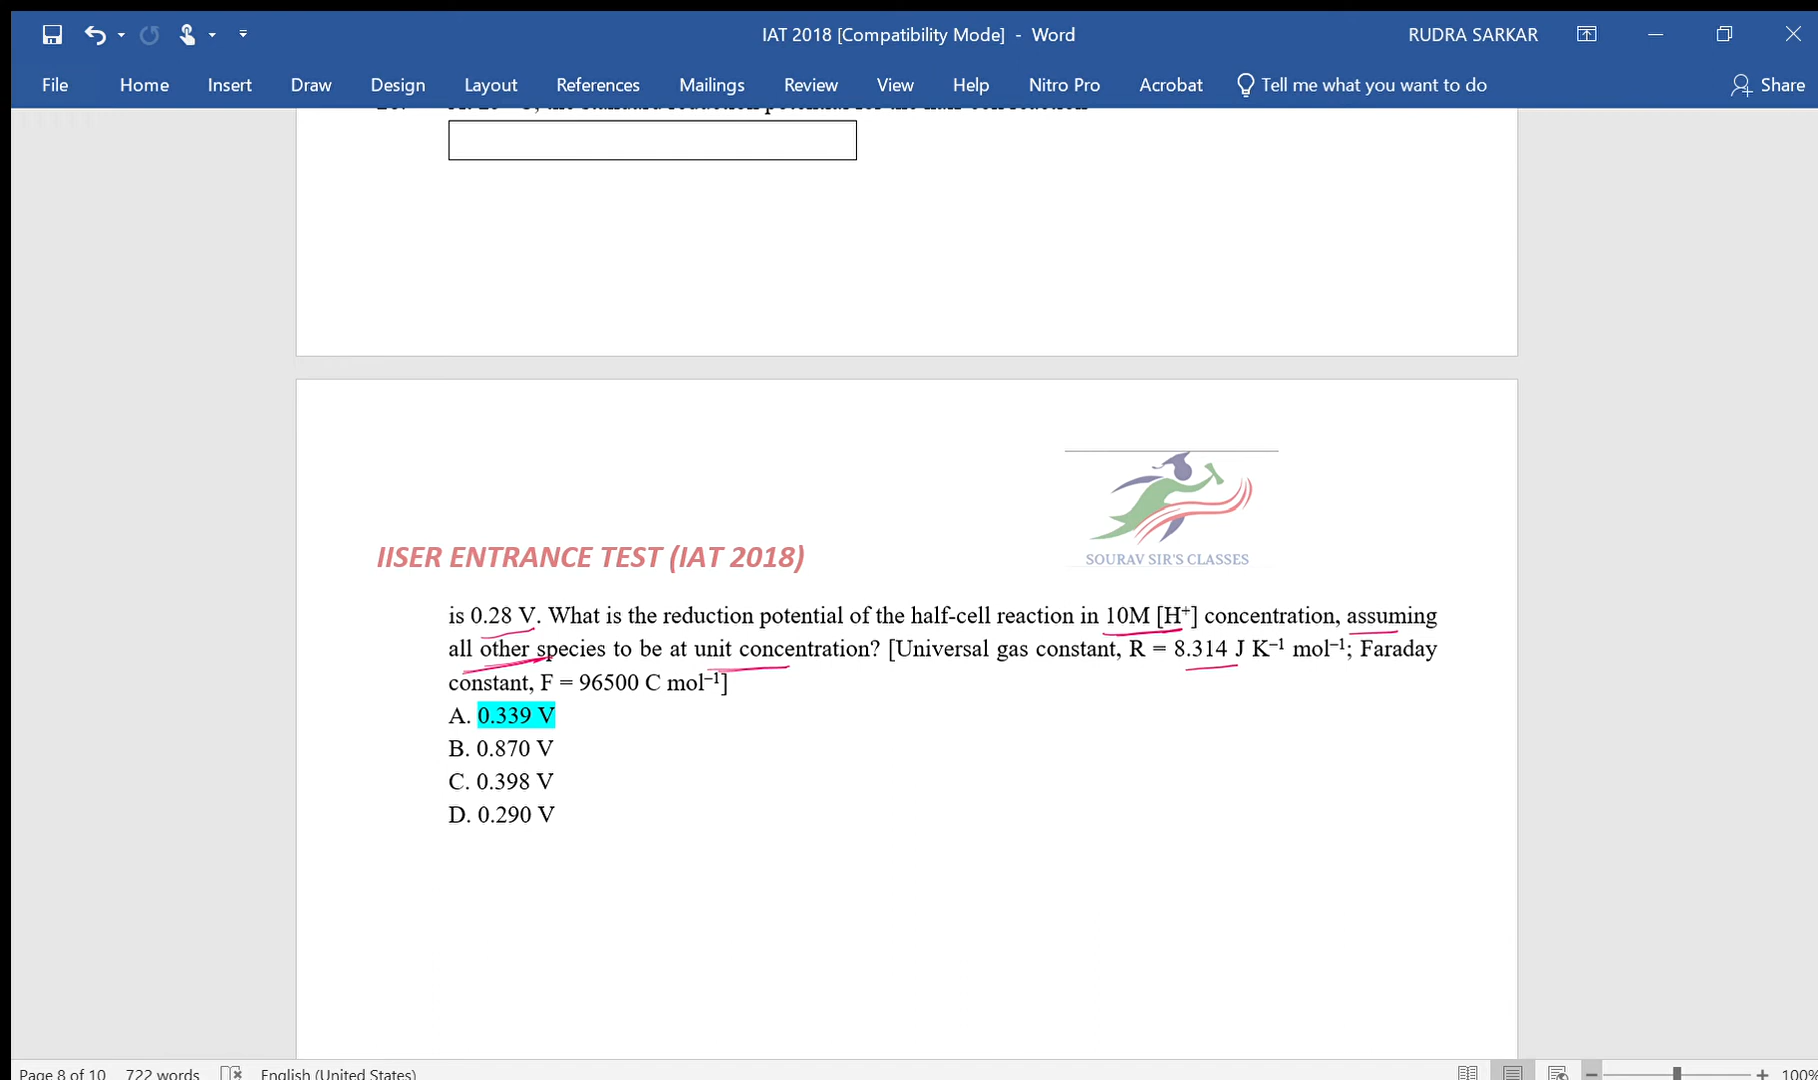 IAT 2018 [Compatibility Mode] - Word
RUDRA SARKAR
File Home Insert Draw Design Layout References Mailings Review View Help Nitro Pro Acrobat Tell me what you want to do Share
SOURAV SIR'S CLASSES
IISER ENTRANCE TEST (IAT 2018)
is 0.28 V. What is the reduction potential of the half-cell reaction in 10M [H⁺] concentration, assuming
all other species to be at unit concentration? [Universal gas constant, R = 8.314 J K⁻¹ mol⁻¹; Faraday
constant, F = 96500 C mol⁻¹]
A. 0.339 V
B. 0.870 V
C. 0.398 V
D. 0.290 V
Page 8 of 10 722 words English (United States) 100%